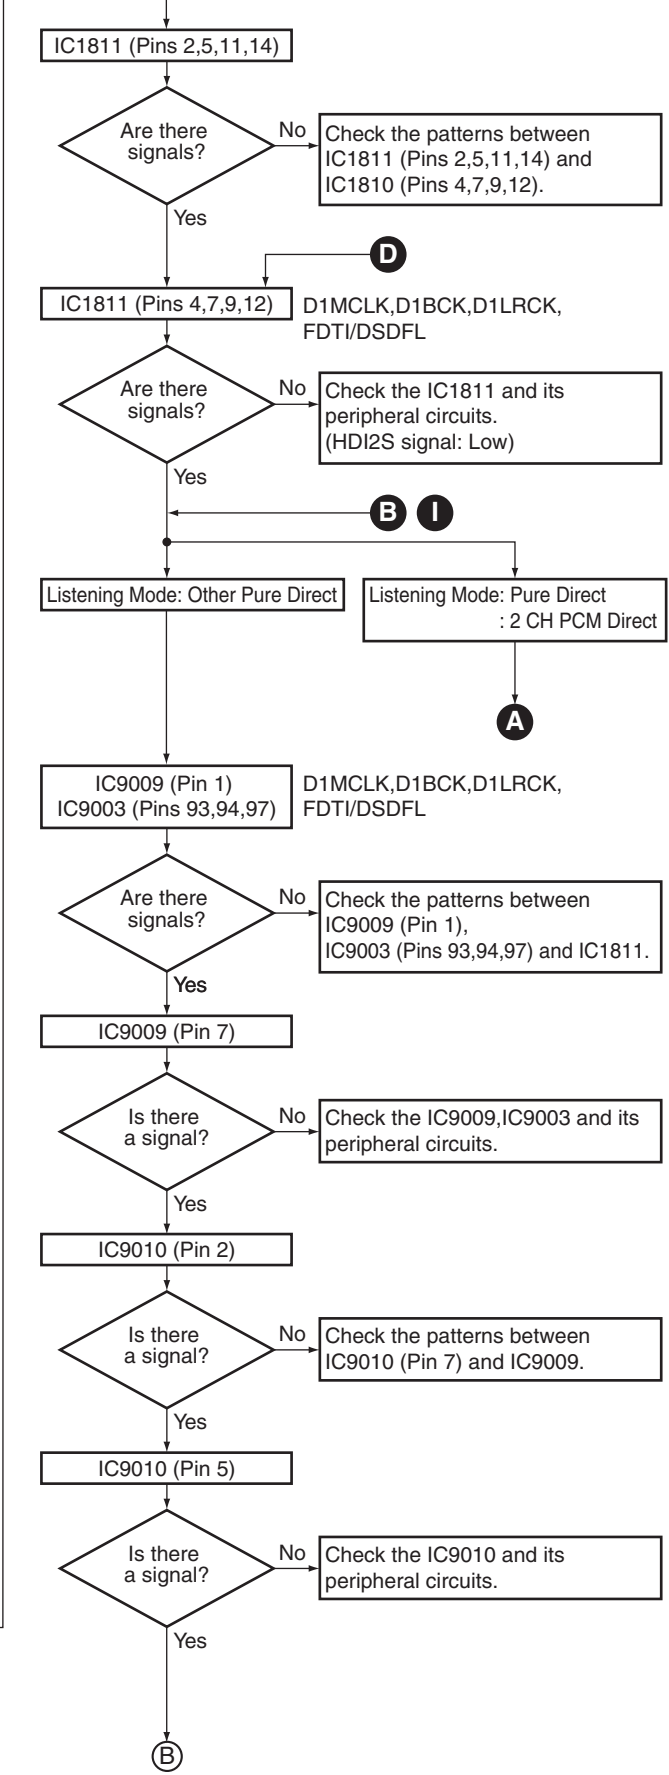 IC1811 (Pins 2,5,11,14)
Are there
signals?
No
Check the patterns between
IC1811 (Pins 2,5,11,14) and
IC1810 (Pins 4,7,9,12).
Yes
D
IC1811 (Pins 4,7,9,12)
D1MCLK,D1BCK,D1LRCK,
FDTI/DSDFL
Are there
signals?
No
Check the IC1811 and its
peripheral circuits.
(HDI2S signal: Low)
Yes
B I
Listening Mode: Other Pure Direct
Listening Mode: Pure Direct
: 2 CH PCM Direct
A
IC9009 (Pin 1)
IC9003 (Pins 93,94,97)
D1MCLK,D1BCK,D1LRCK,
FDTI/DSDFL
Are there
signals?
No
Check the patterns between
IC9009 (Pin 1),
IC9003 (Pins 93,94,97) and IC1811.
Yes
IC9009 (Pin 7)
Is there
a signal?
No
Check the IC9009,IC9003 and its
peripheral circuits.
Yes
IC9010 (Pin 2)
Is there
a signal?
No
Check the patterns between
IC9010 (Pin 7) and IC9009.
Yes
IC9010 (Pin 5)
Is there
a signal?
No
Check the IC9010 and its
peripheral circuits.
Yes
B